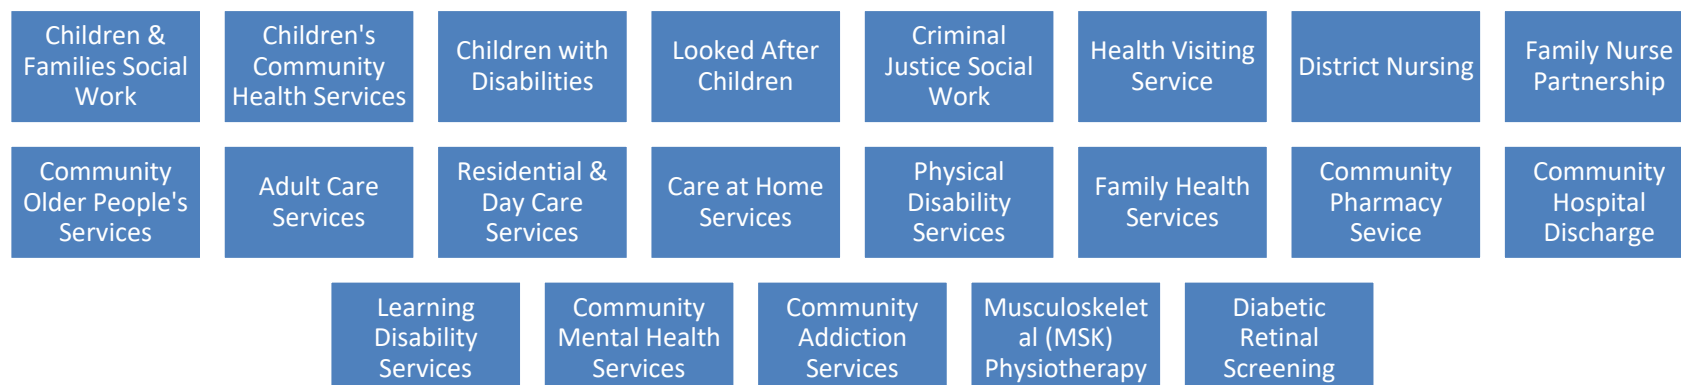 Children &
Families Social
Work
Children's
Community
Health Services
Children with
Disabilities
Looked After
Children
Criminal
Justice Social
Work
Health Visiting
Service
District Nursing
Family Nurse
Partnership
Community
Older People's
Services
Adult Care
Services
Residential &
Day Care
Services
Care at Home
Services
Physical
Disability
Services
Family Health
Services
Community
Pharmacy
Sevice
Community
Hospital
Discharge
Learning
Disability
Services
Community
Mental Health
Services
Community
Addiction
Services
Musculoskelet
al (MSK)
Physiotherapy
Diabetic
Retinal
Screening